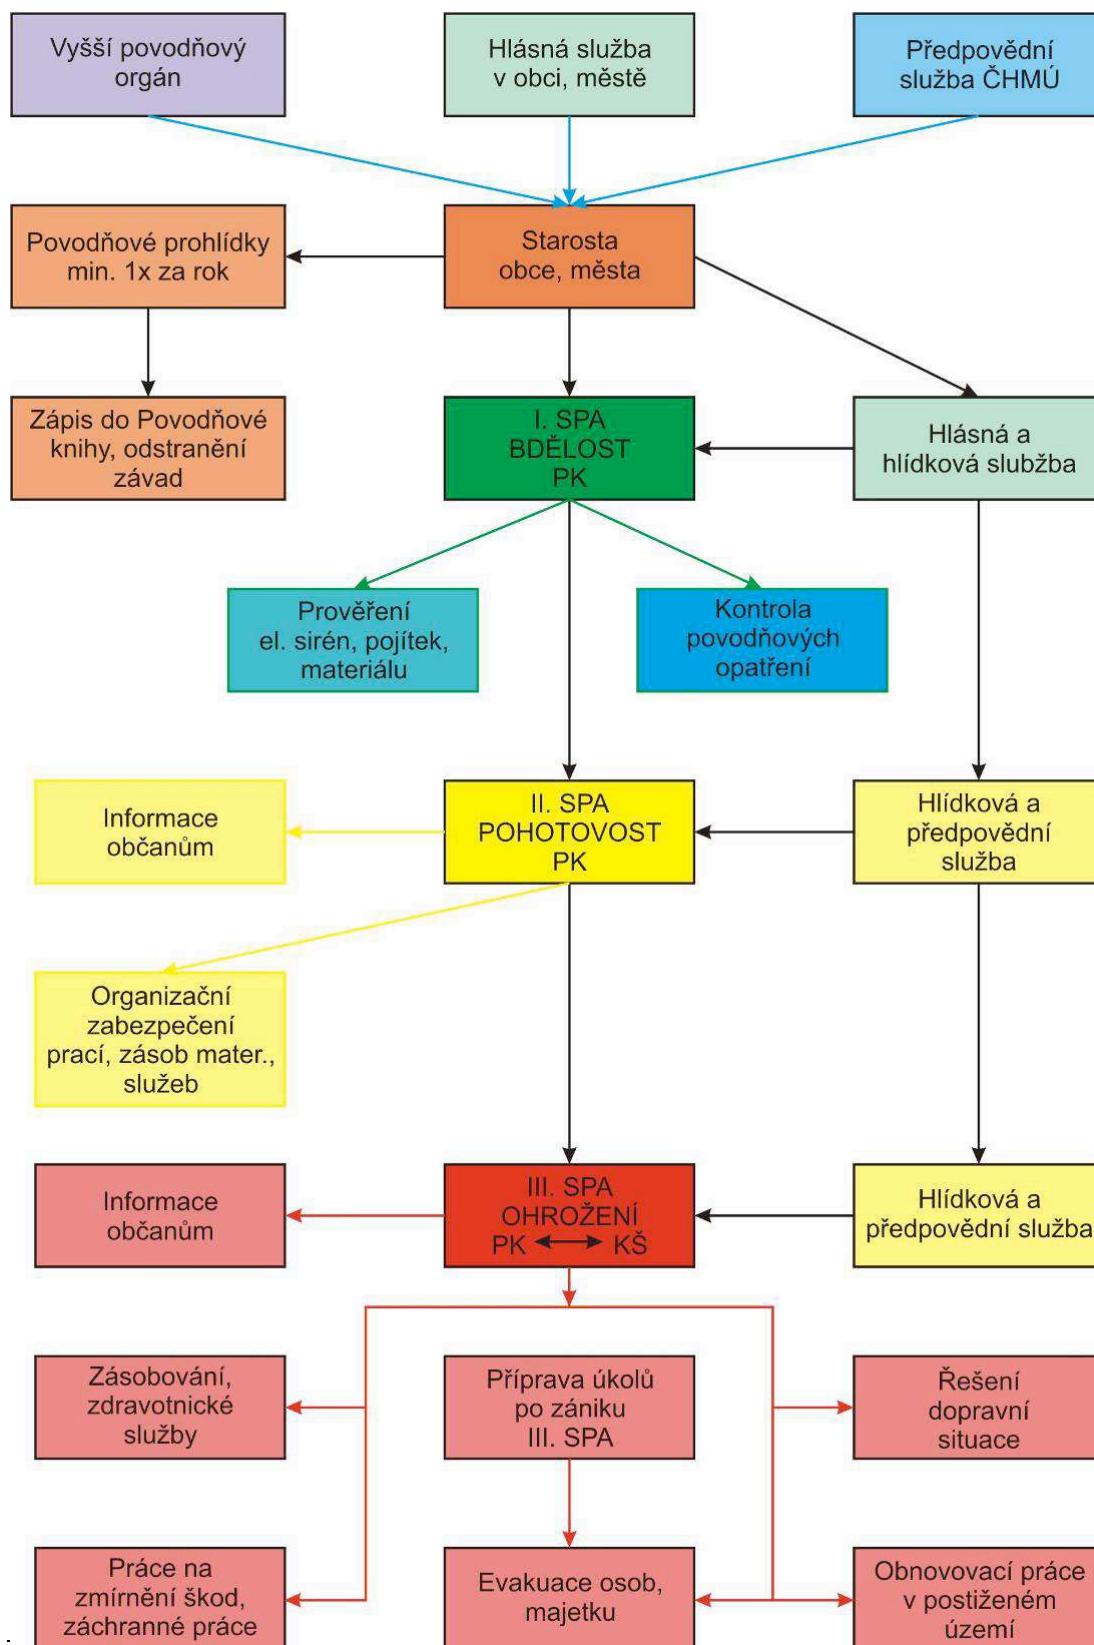 Vyšší povodňový
orgán
Hlásná služba
v obci, městě
Předpovědní
služba ČHMÚ
Povodňové prohlídky
min. 1x za rok
Starosta
obce, města
Zápis do Povodňové
knihy, odstranění
závad
I. SPA
BDĚLOST
PK
Hlásná a
hlídková slubžba
Prověření
el. sirén, pojítek,
materiálu
Kontrola
povodňových
opatření
Informace
občanům
II. SPA
POHOTOVOST
PK
Hlídková a
předpovědní
služba
Organizační
zabezpečení
prací, zásob mater.,
služeb
Informace
občanům
III. SPA
OHROŽENÍ
PK KŠ
Hlídková a
předpovědní služba
Zásobování,
zdravotnické
služby
Příprava úkolů
po zániku
III. SPA
Řešení
dopravní
situace
Práce na
zmírnění škod,
záchranné práce
Evakuace osob,
majetku
Obnovovací práce
v postiženém
území